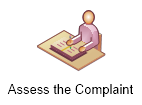 Assess the Complaint